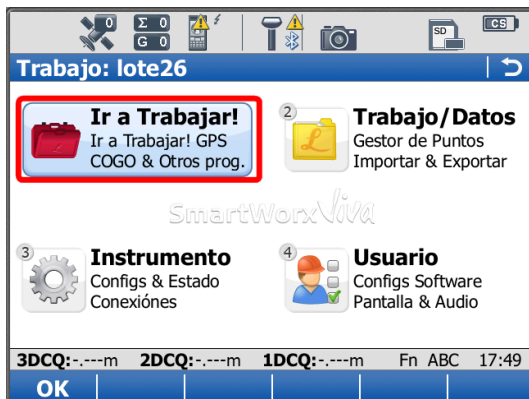 0
Σ 0
G 0
SD
CS
Trabajo: lote26
Ir a Trabajar!
Ir a Trabajar! GPS
COGO & Otros prog.
2
Trabajo/Datos
Gestor de Puntos
Importar & Exportar
SmartWorx Viva
3
Instrumento
Configs & Estado
Conexiónes
4
Usuario
Configs Software
Pantalla & Audio
3DCQ:-.---m 2DCQ:-.---m 1DCQ:-.---m Fn ABC 17:49
OK